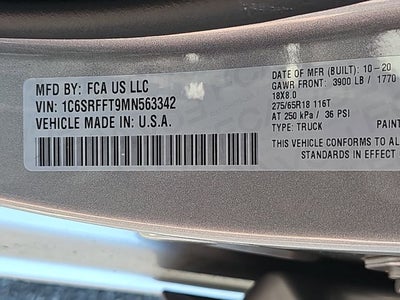 MFD BY: FCA US LLC
VIN: 1C6SRFFT9MN563342
VEHICLE MADE IN: U.S.A.
DATE OF MFR (BUILT): 10-20
GAWR FRONT: 3900 LB / 1770
18X8.0
275/65R18 116T
AT 250 kPa / 36 PSI
TYPE: TRUCK PAINT
THIS VEHICLE CONFORMS TO AL
STANDARDS IN EFFECT